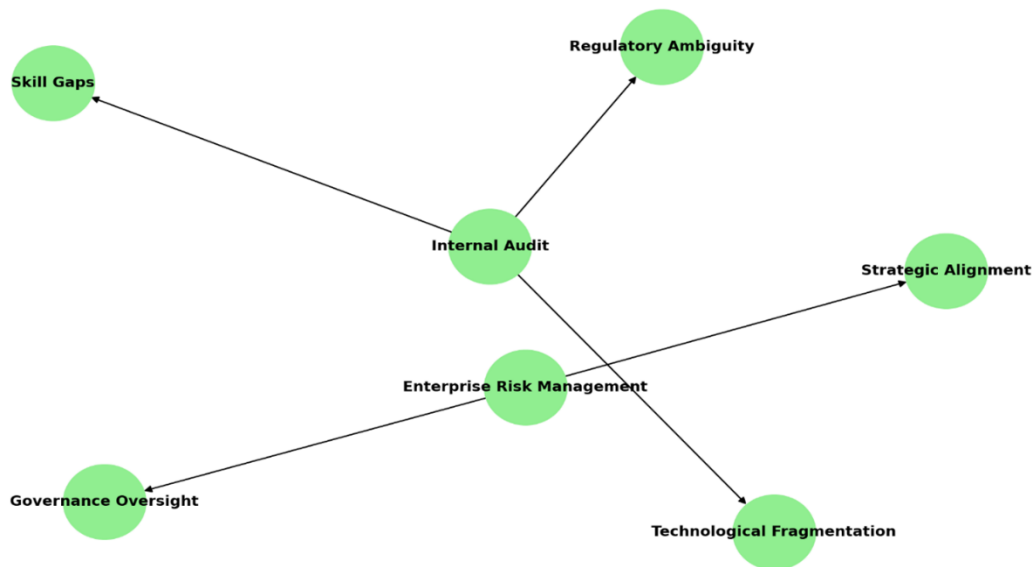 Regulatory Ambiguity
Skill Gaps
Internal Audit
Strategic Alignment
Enterprise Risk Management
Governance Oversight
Technological Fragmentation